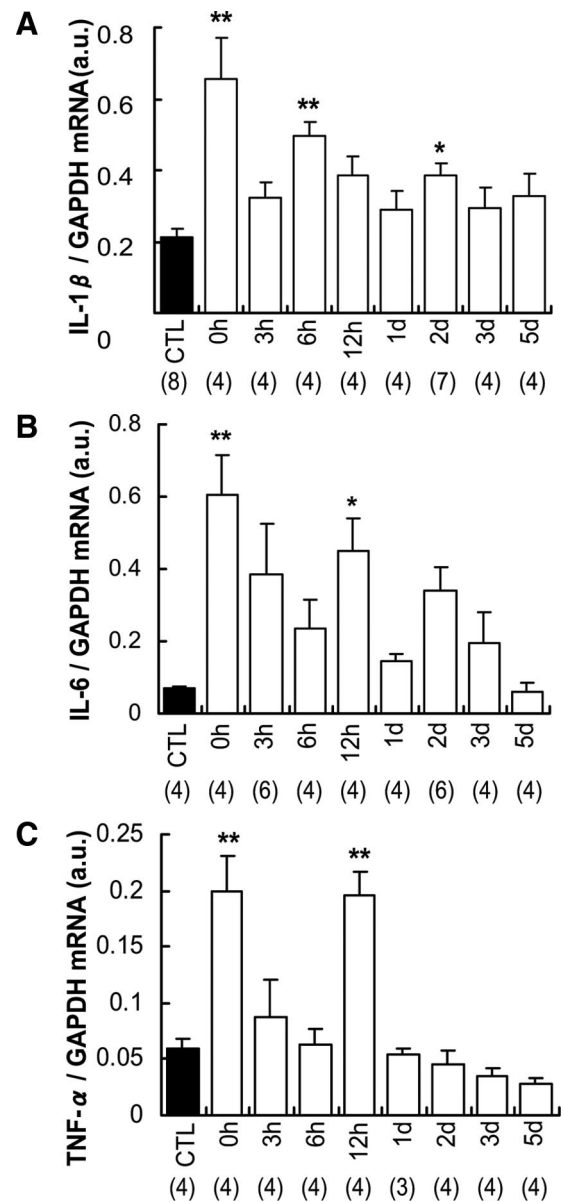 A
IL-1β / GAPDH mRNA(a.u.)
0.8
0.6
0.4
0.2
0
** ** *
CTL 0h 3h 6h 12h 1d 2d 3d 5d
(8) (4) (4) (4) (4) (4) (7) (4) (4)
B
IL-6 / GAPDH mRNA (a.u.)
0.8
0.6
0.4
0.2
0
** *
CTL 0h 3h 6h 12h 1d 2d 3d 5d
(4) (4) (6) (4) (4) (4) (6) (4) (4)
C
TNF-α / GAPDH mRNA (a.u.)
0.25
0.2
0.15
0.1
0.05
0
** **
CTL 0h 3h 6h 12h 1d 2d 3d 5d
(4) (4) (4) (4) (4) (3) (4) (4) (4)